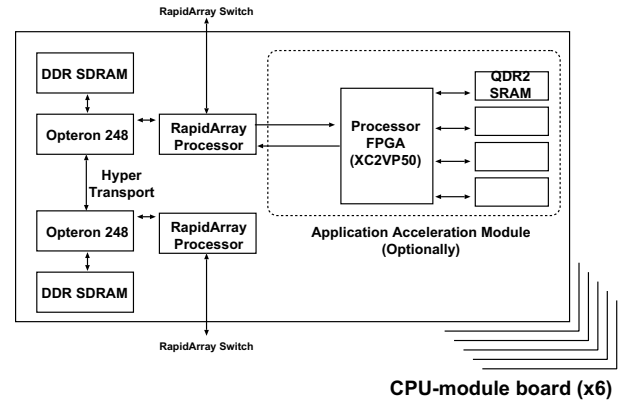 RapidArray Switch
DDR SDRAM
Opteron 248
Hyper
Transport
Opteron 248
DDR SDRAM
RapidArray
Processor
RapidArray
Processor
RapidArray Switch
Processor
FPGA
(XC2VP50)
QDR2
SRAM
Application Acceleration Module
(Optionally)
CPU-module board (x6)